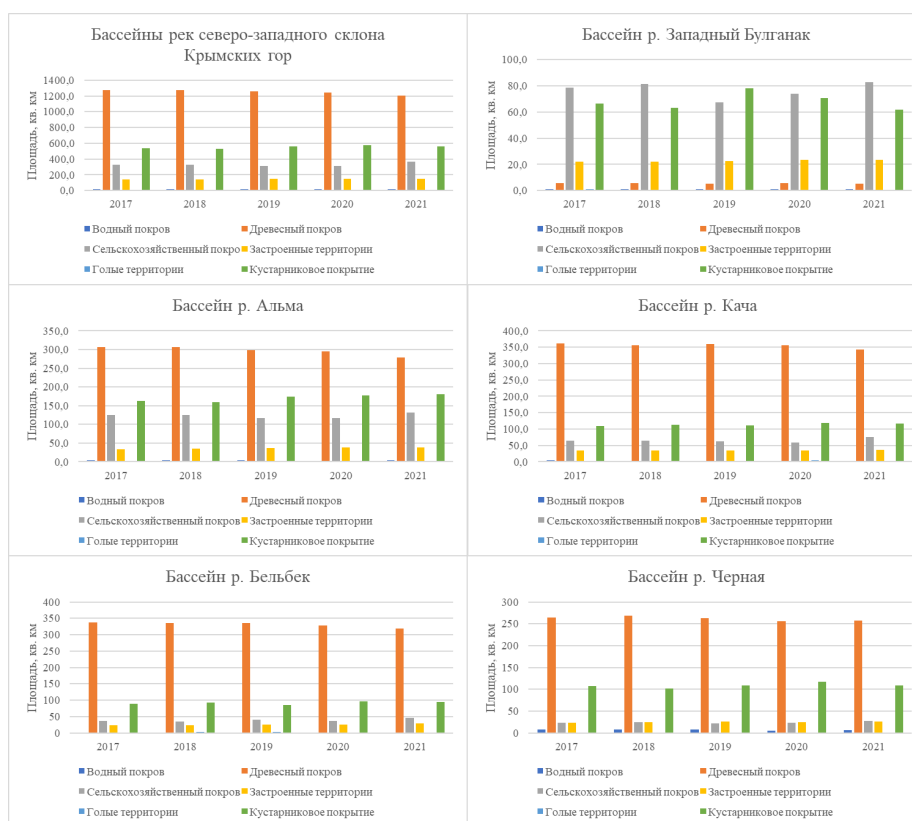 Бассейны рек северо-западного склона
Крымских гор
Площадь, кв. км
1400,0
1200,0
1000,0
800,0
600,0
400,0
200,0
0,0
2017 2018 2019 2020 2021
Водный покров Древесный покров
Сельскохозяйственный покров Застроенные территории
Голые территории Кустарниковое покрытие
Бассейн р. Западный Булганак
Площадь, кв. км
100,0
80,0
60,0
40,0
20,0
0,0
2017 2018 2019 2020 2021
Водный покров Древесный покров
Сельскохозяйственный покров Застроенные территории
Голые территории Кустарниковое покрытие
Бассейн р. Альма
Площадь, кв. км
350,0
300,0
250,0
200,0
150,0
100,0
50,0
0,0
2017 2018 2019 2020 2021
Водный покров Древесный покров
Сельскохозяйственный покров Застроенные территории
Голые территории Кустарниковое покрытие
Бассейн р. Кача
Площадь, кв. км
400,0
350,0
300,0
250,0
200,0
150,0
100,0
50,0
0,0
2017 2018 2019 2020 2021
Водный покров Древесный покров
Сельскохозяйственный покров Застроенные территории
Голые территории Кустарниковое покрытие
Бассейн р. Бельбек
Площадь, кв. км
400
350
300
250
200
150
100
50
0
2017 2018 2019 2020 2021
Водный покров Древесный покров
Сельскохозяйственный покров Застроенные территории
Голые территории Кустарниковое покрытие
Бассейн р. Черная
Площадь, кв. км
300
250
200
150
100
50
0
2017 2018 2019 2020 2021
Водный покров Древесный покров
Сельскохозяйственный покров Застроенные территории
Голые территории Кустарниковое покрытие